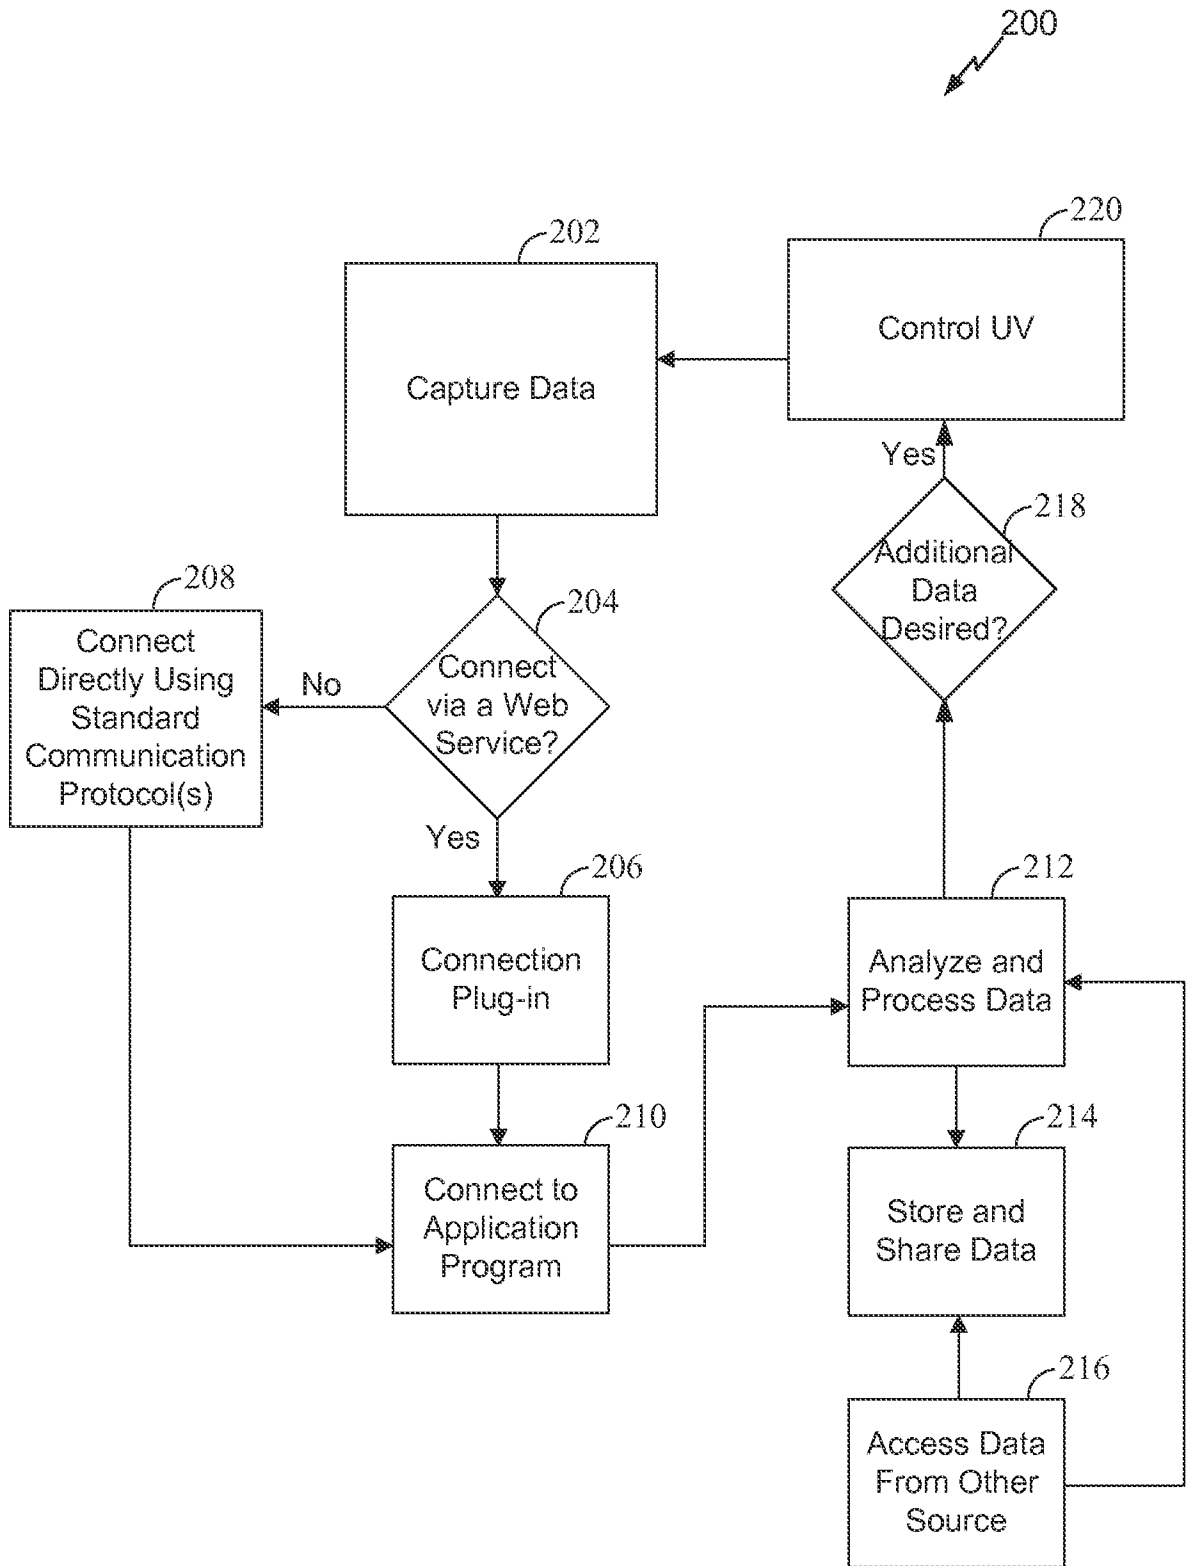 200
202
Capture Data
220
Control UV
Yes
218
Additional
Data
Desired?
204
Connect
via a Web
Service?
No
208
Connect
Directly Using
Standard
Communication
Protocol(s)
Yes
206
Connection
Plug-in
210
Connect to
Application
Program
212
Analyze and
Process Data
214
Store and
Share Data
216
Access Data
From Other
Source